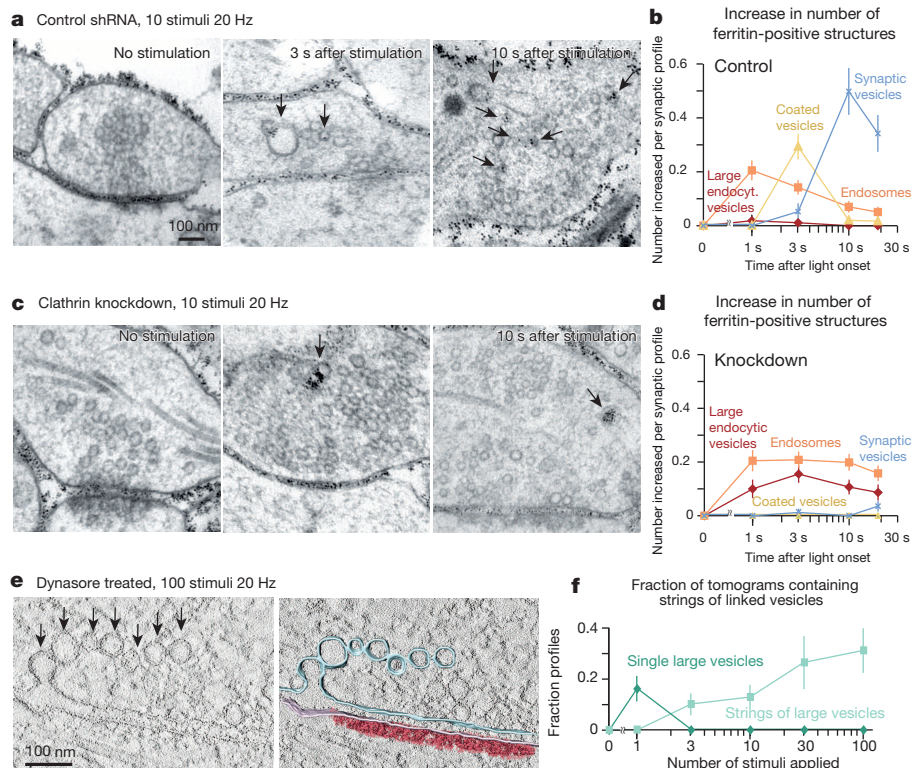 a Control shRNA, 10 stimuli 20 Hz
No stimulation
100 nm
3 s after stimulation
10 s after stimulation
b Increase in number of
ferritin-positive structures
Number increased per synaptic profile
0.6
0.4
0.2
0
Control
Synaptic
vesicles
Coated
vesicles
Large
endocyt.
vesicles
Endosomes
0 1 s 3 s 10 s 30 s
Time after light onset
c Clathrin knockdown, 10 stimuli 20 Hz
No stimulation
10 s after stimulation
d Increase in number of
ferritin-positive structures
Number increased per synaptic profile
0.6
0.4
0.2
0
Knockdown
Large
endocytic
vesicles
Endosomes
Synaptic
vesicles
Coated vesicles
0 1 s 3 s 10 s 30 s
Time after light onset
e Dynasore treated, 100 stimuli 20 Hz
100 nm
f Fraction of tomograms containing
strings of linked vesicles
Fraction profiles
0.4
0.2
0
Single large vesicles
Strings of large vesicles
0 1 3 10 30 100
Number of stimuli applied